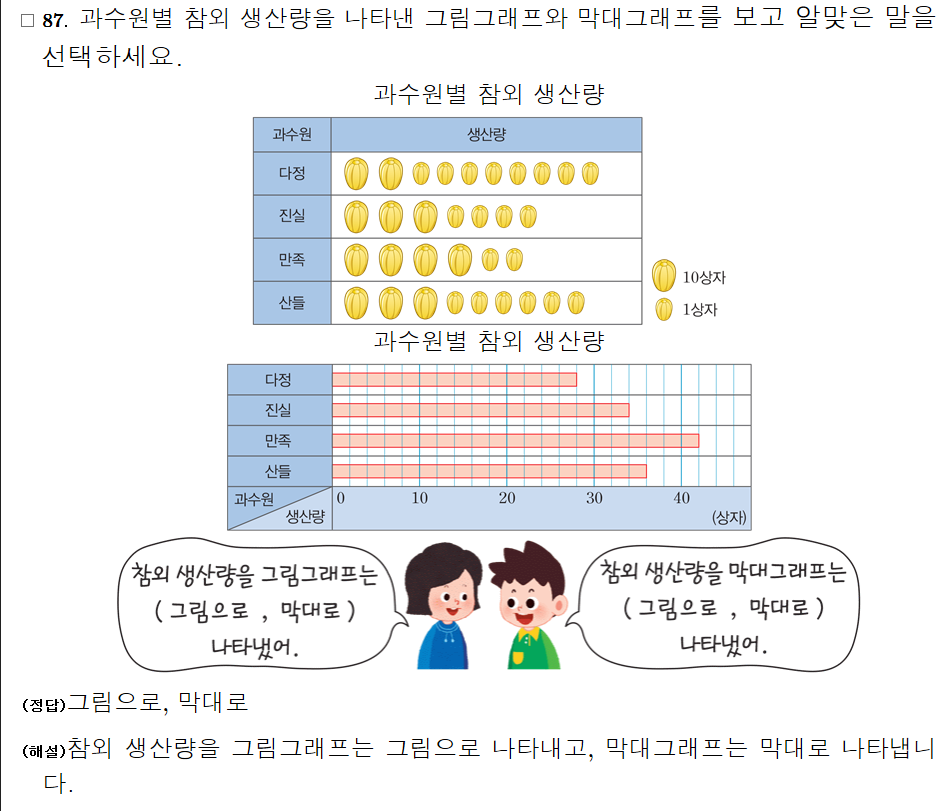 □ 87. 과수원별 참외 생산량을 나타낸 그림그래프와 막대그래프를 보고 알맞은 말을
선택하세요.
과수원별 참외 생산량
과수원 생산량
다정
진실
만족
산들
10상자
1상자
과수원별 참외 생산량
다정
진실
만족
산들
과수원 생산량 0 10 20 30 40 (상자)
참외 생산량을 그림그래프는
( 그림으로 , 막대로 )
나타냈어.
참외 생산량을 막대그래프는
( 그림으로 , 막대로 )
나타냈어.
(정답)그림으로, 막대로
(해설)참외 생산량을 그림그래프는 그림으로 나타내고, 막대그래프는 막대로 나타냅니
다.